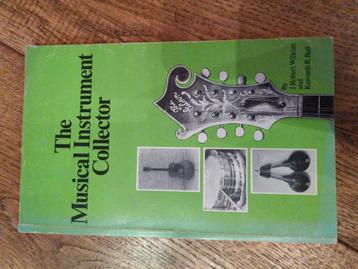 The
Musical Instrument
Collector
By
J. Robert Willcutt
and
Kenneth R. Ball